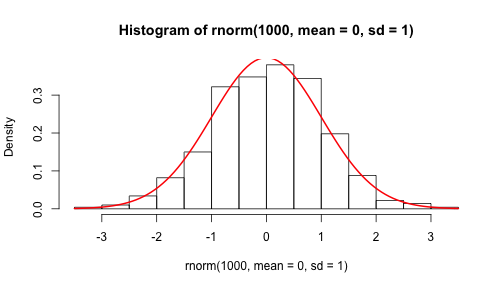 Histogram of rnorm(1000, mean = 0, sd = 1)
Density
0.3
0.2
0.1
0.0
-3 -2 -1 0 1 2 3
rnorm(1000, mean = 0, sd = 1)